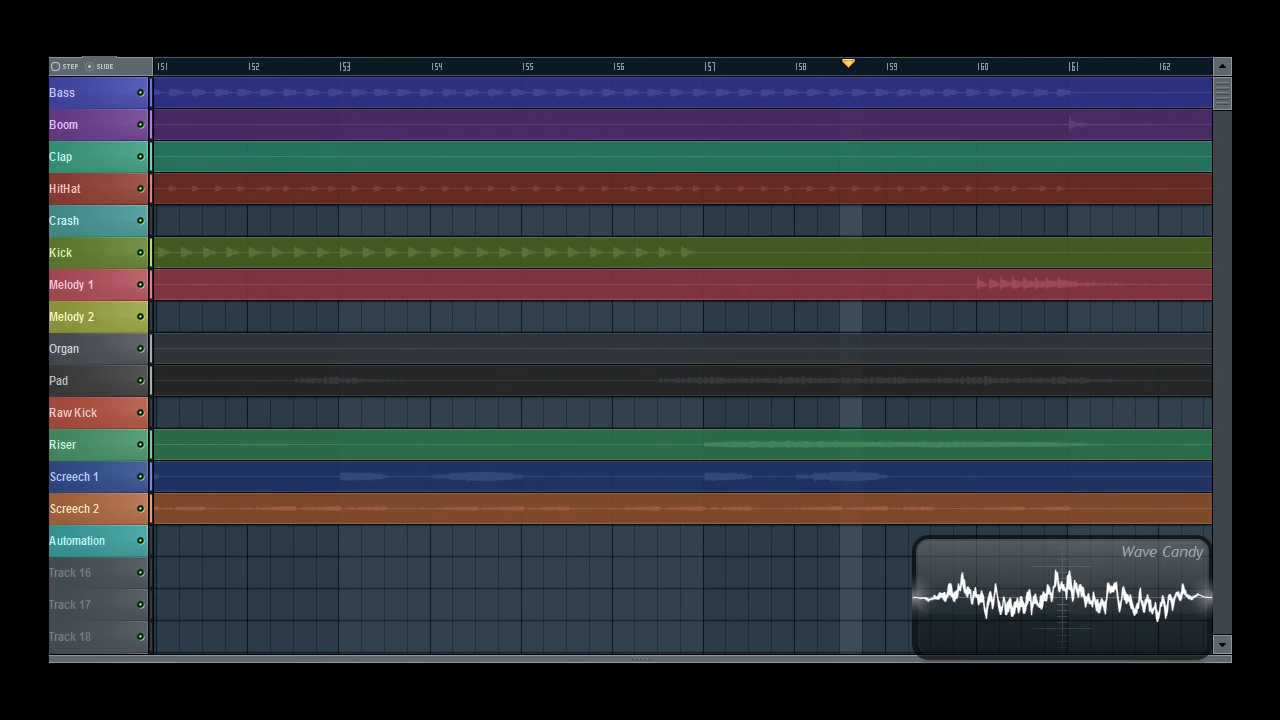 STEP SLIDE 151 152 153 154 155 156 157 158 159 160 161 162
Bass
Boom
Clap
HitHat
Crash
Kick
Melody 1
Melody 2
Organ
Pad
Raw Kick
Riser
Screech 1
Screech 2
Automation
Wave Candy
Track 16
Track 17
Track 18